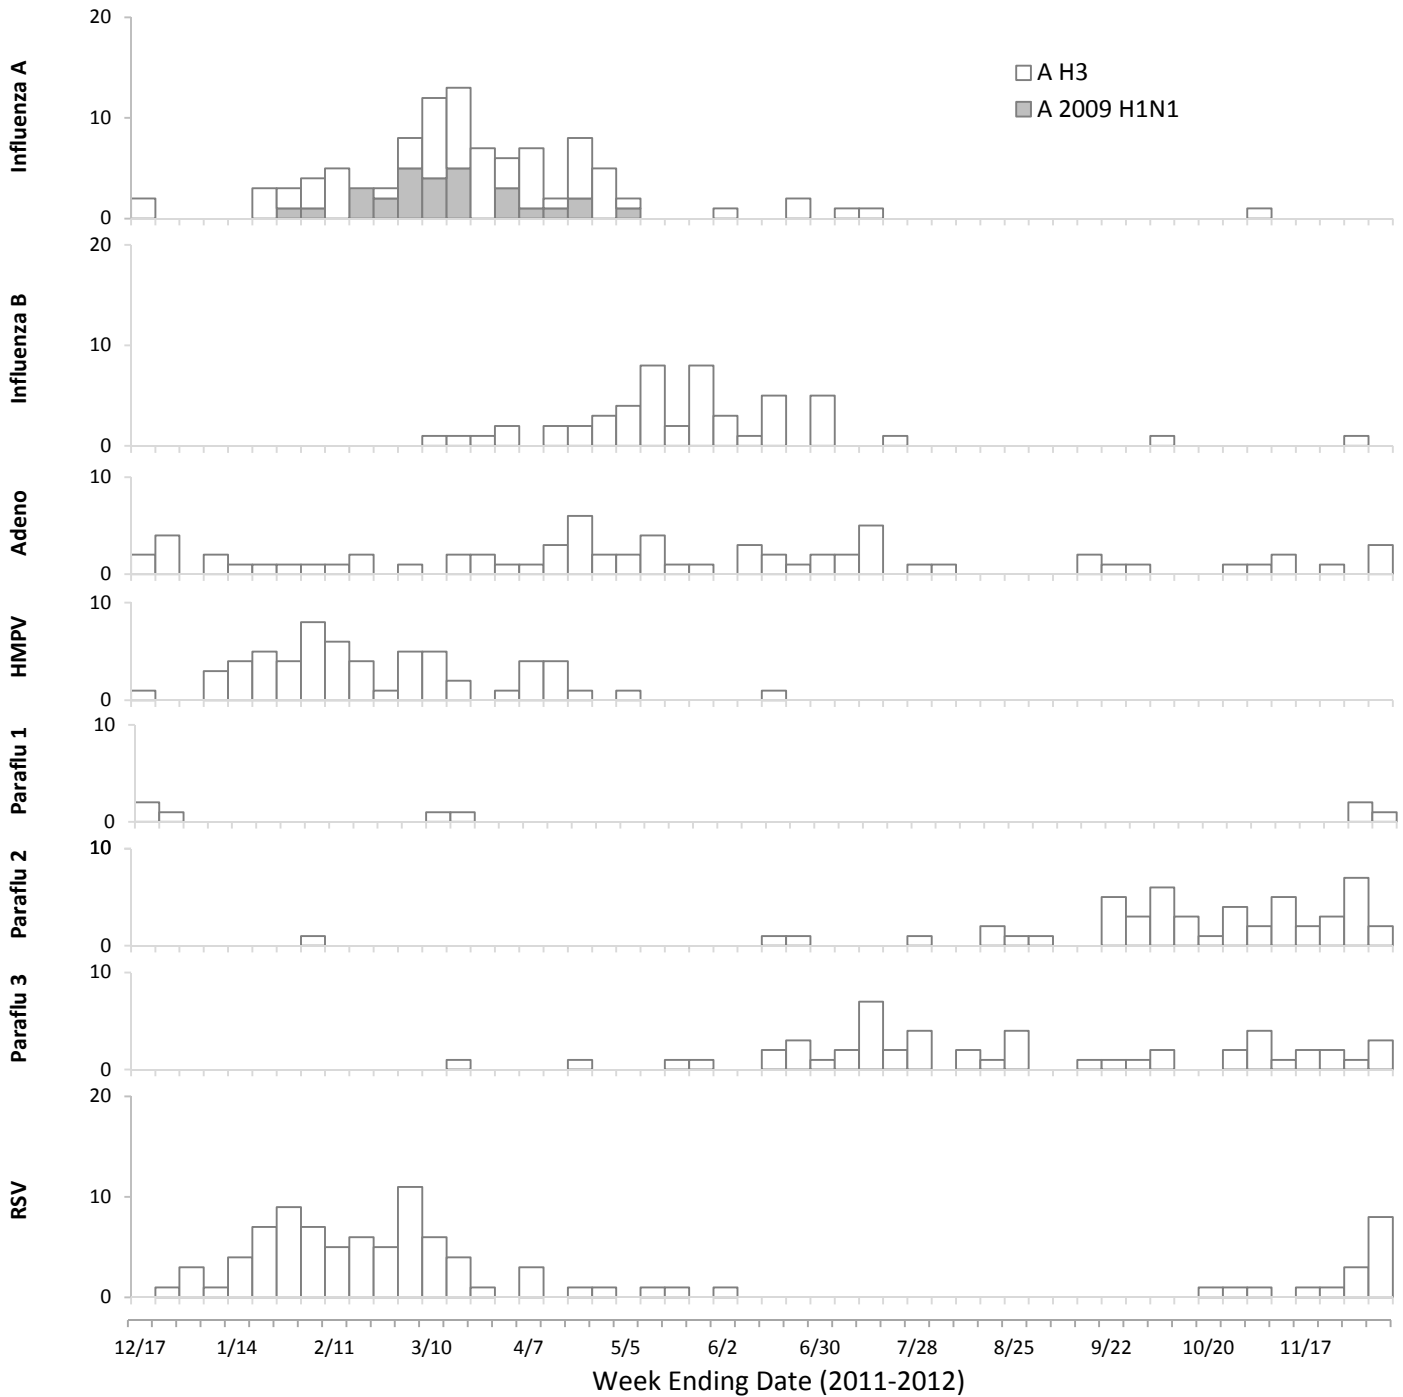 Influenza A
20
10
0
A H3
A 2009 H1N1
Influenza B
20
10
0
Adeno
10
0
HMPV
10
0
Paraflu 1
10
0
Paraflu 2
10
0
Paraflu 3
10
0
RSV
20
10
0
12/17 1/14 2/11 3/10 4/7 5/5 6/2 6/30 7/28 8/25 9/22 10/20 11/17
Week Ending Date (2011-2012)